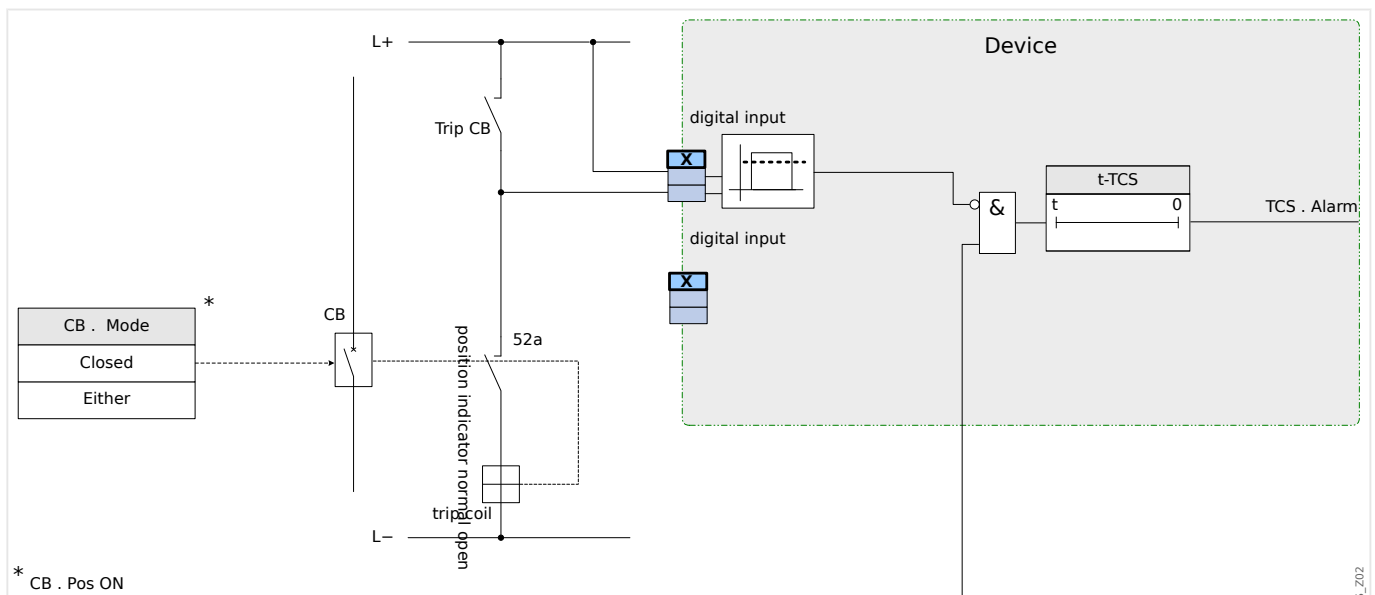 L+
Device
digital input
Trip CB
X
t-TCS
t 0
&
TCS . Alarm
digital input
X
*
CB
CB . Mode
Closed
Either
52a
position indicator normal open
trip coil
L−
* CB . Pos ON
_Z02